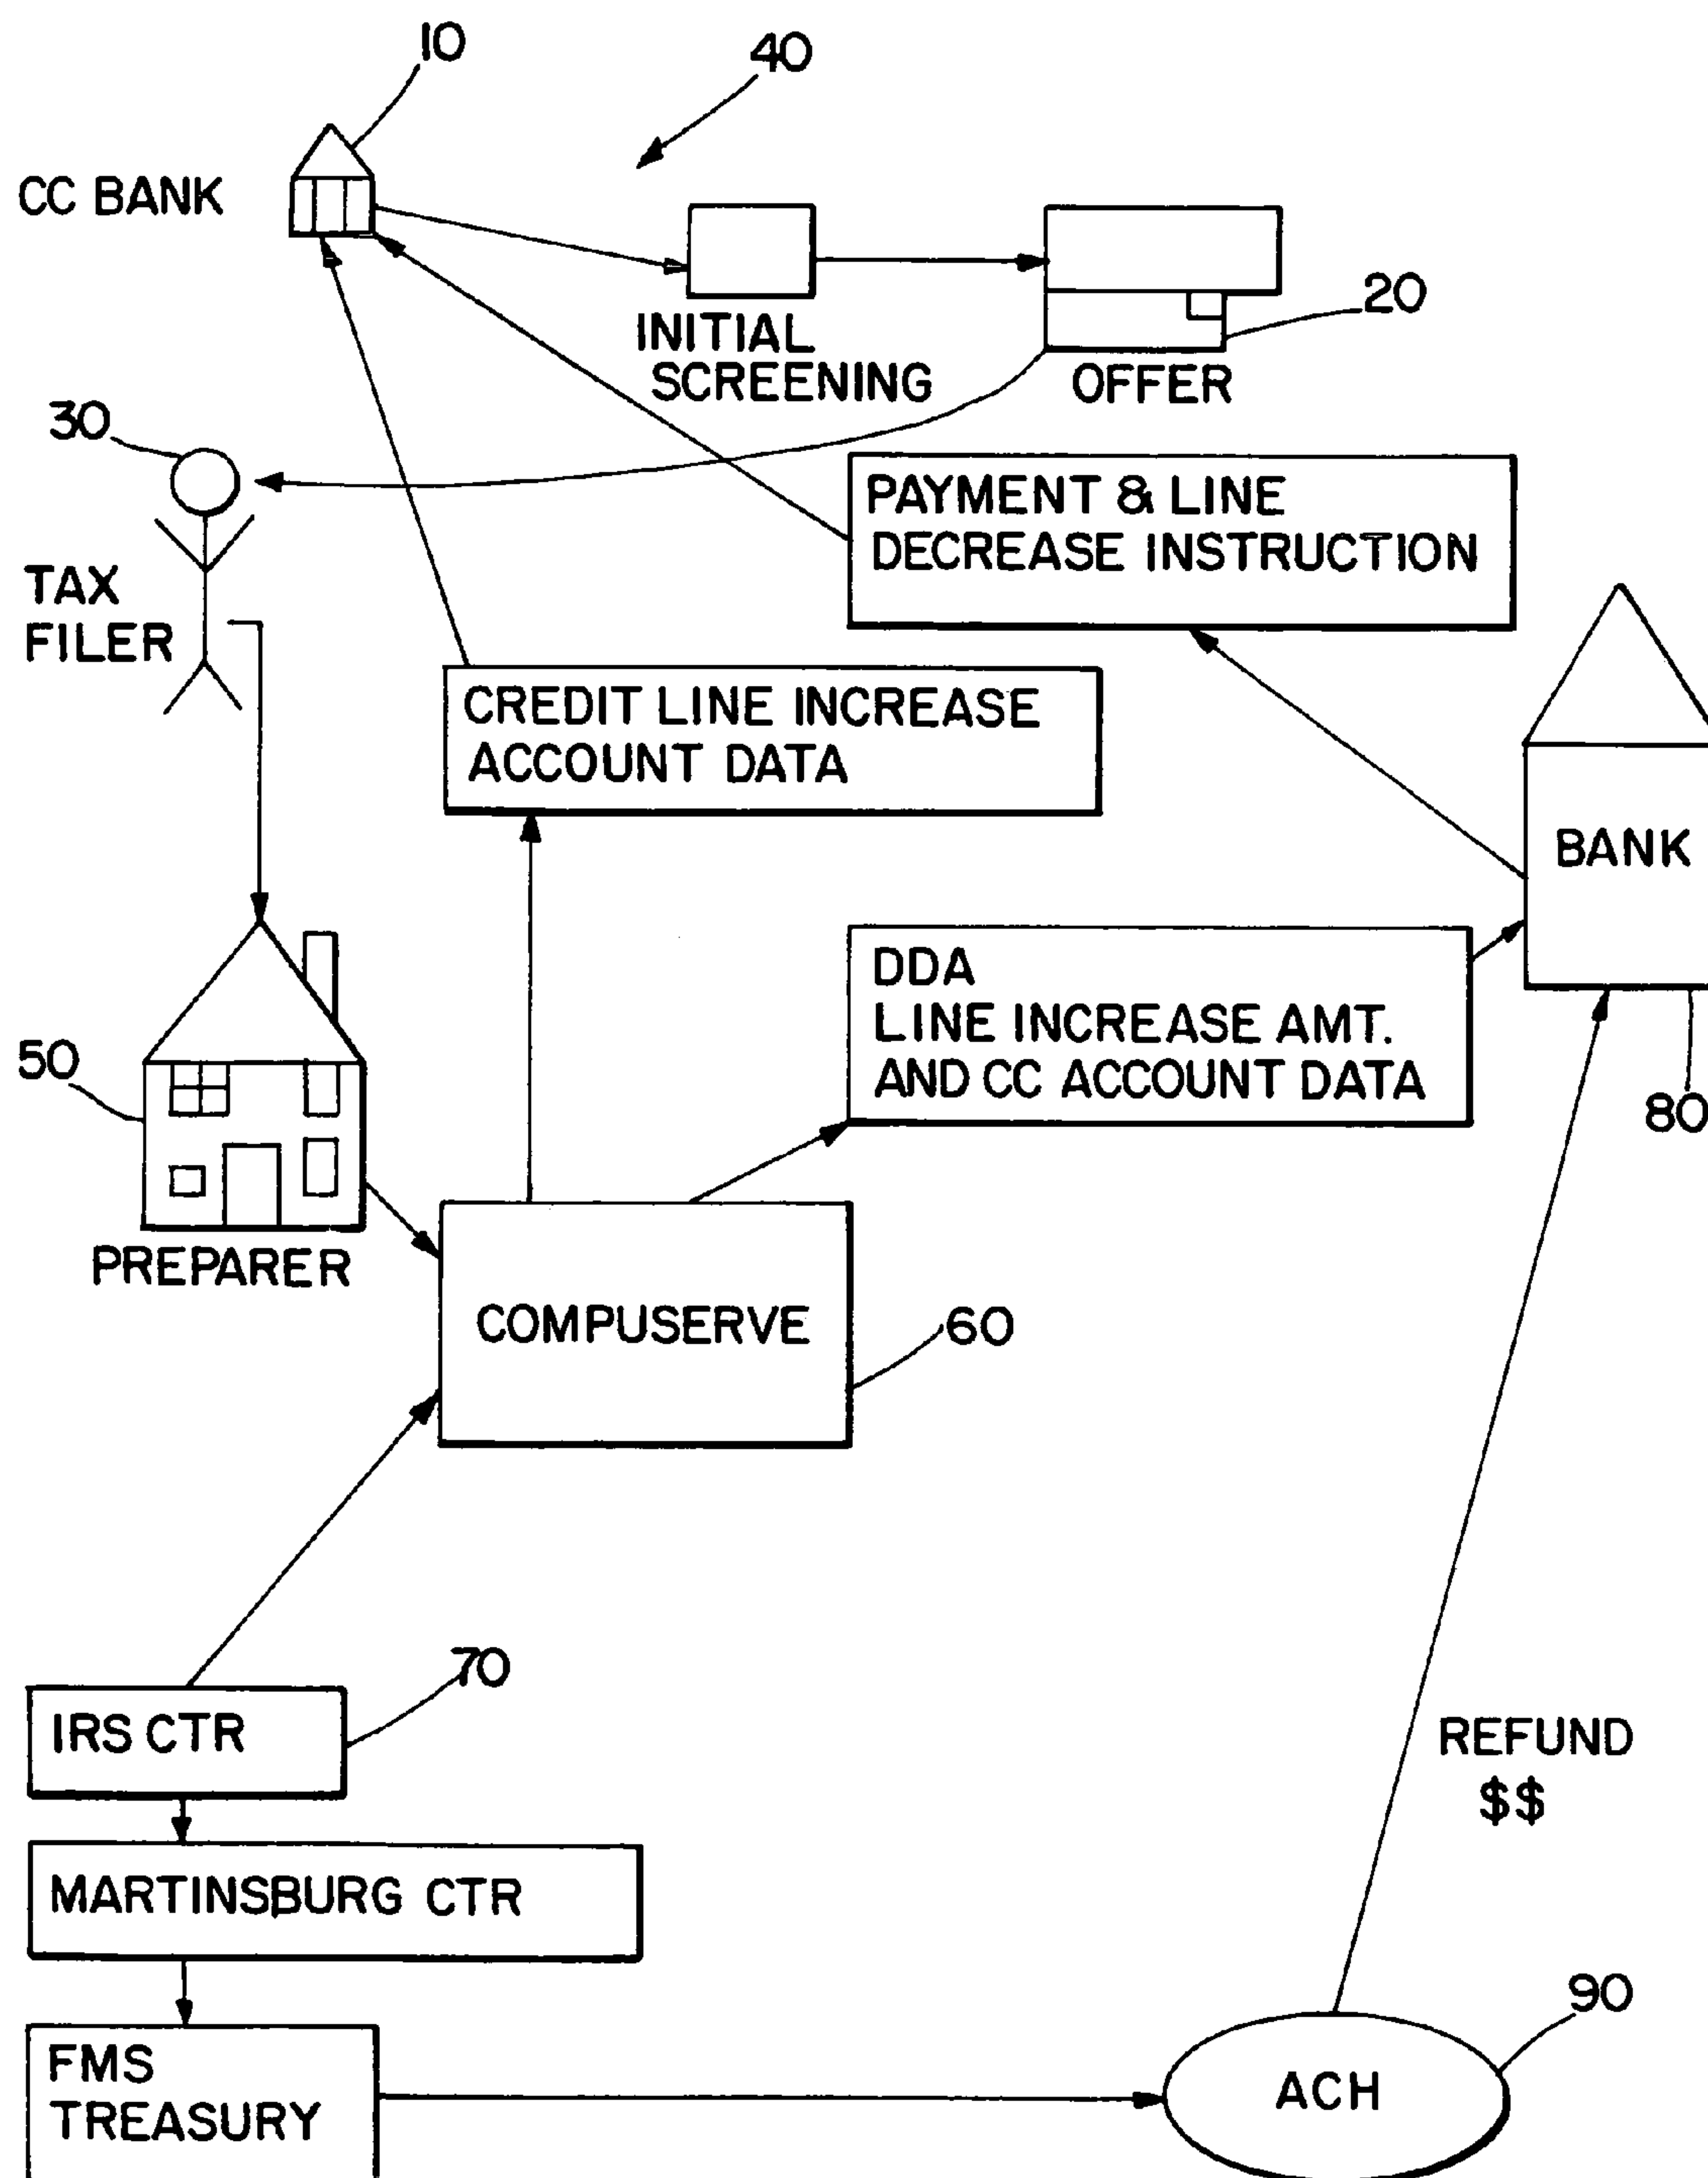 10
40
CC BANK
20
INITIAL
SCREENING
OFFER
30
PAYMENT & LINE
DECREASE INSTRUCTION
TAX
FILER
CREDIT LINE INCREASE
ACCOUNT DATA
BANK
DDA
LINE INCREASE AMT.
AND CC ACCOUNT DATA
50
80
PREPARER
COMPUSERVE
60
70
IRS CTR
REFUND
$$
MARTINSBURG CTR
90
FMS
TREASURY
ACH